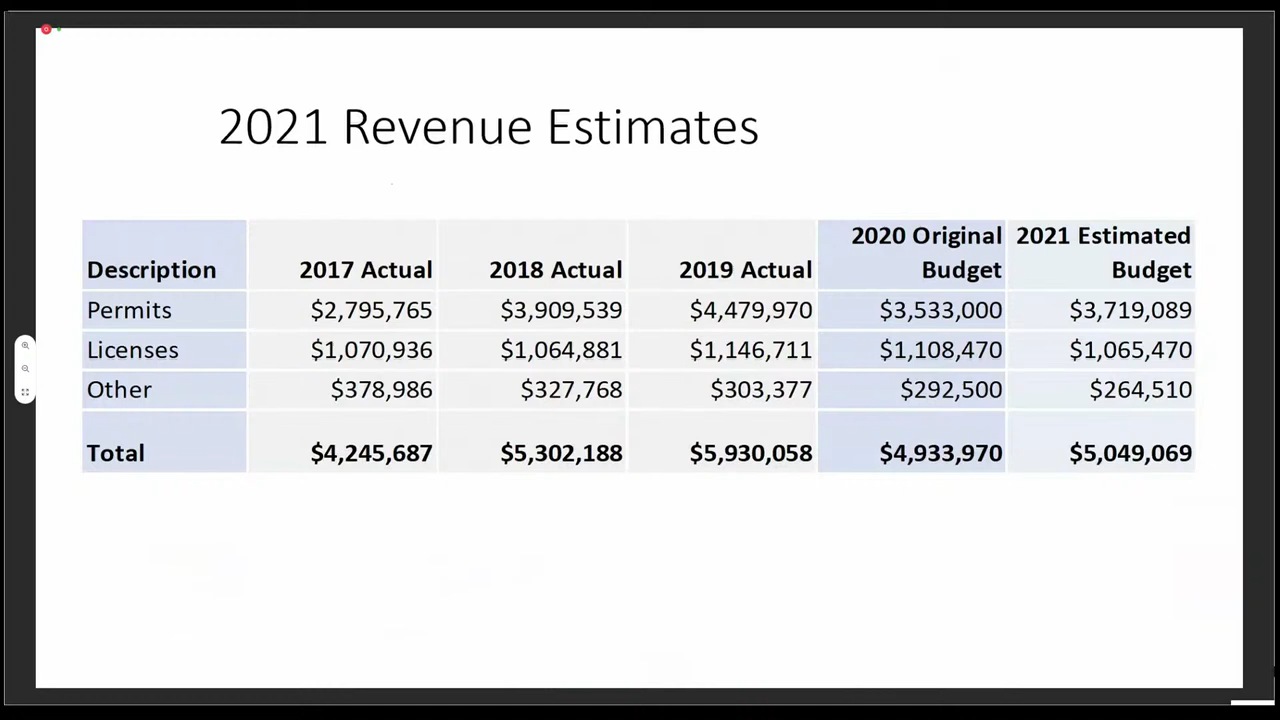 2021 Revenue Estimates
2020 Original 2021 Estimated
Description 2017 Actual 2018 Actual 2019 Actual Budget Budget
Permits $2,795,765 $3,909,539 $4,479,970 $3,533,000 $3,719,089
Licenses $1,070,936 $1,064,881 $1,146,711 $1,108,470 $1,065,470
Other $378,986 $327,768 $303,377 $292,500 $264,510
Total $4,245,687 $5,302,188 $5,930,058 $4,933,970 $5,049,069